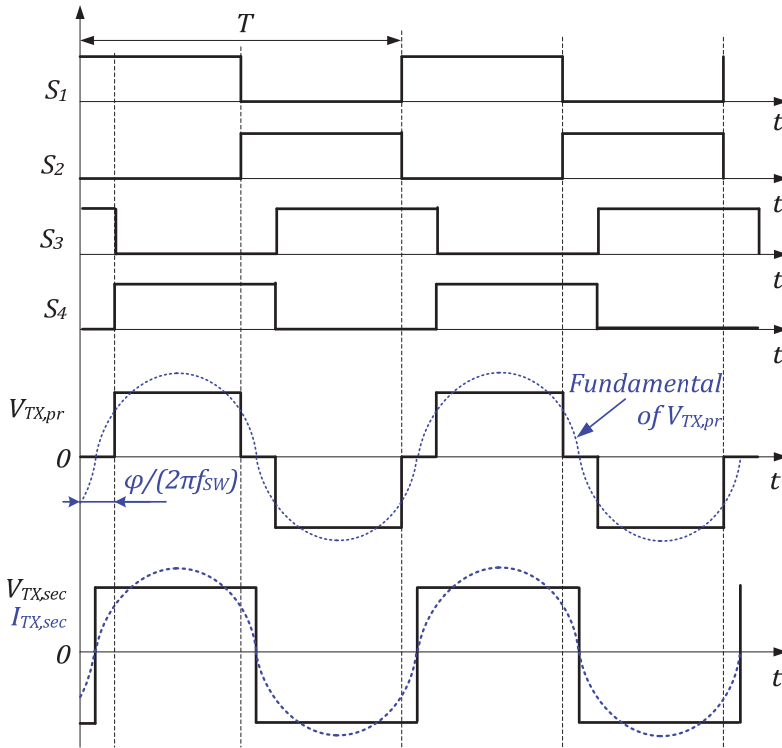 T
S1
t
S2
t
S3
t
S4
t
VTX,pr
Fundamental
of VTX,pr
0
φ/(2πfSW)
t
VTX,sec
ITX,sec
0
t